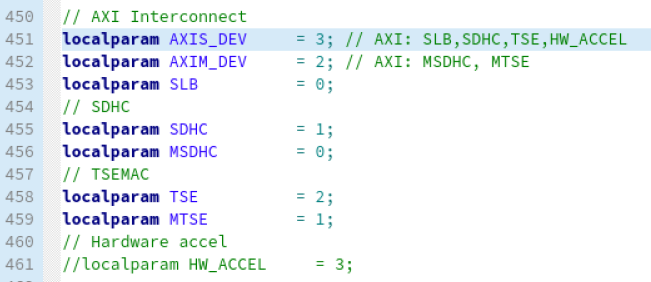 450 // AXI Interconnect
451 localparam AXIS_DEV     = 3; // AXI: SLB,SDHC,TSE,HW_ACCEL
452 localparam AXIM_DEV     = 2; // AXI: MSDHC, MTSE
453 localparam SLB          = 0;
454 // SDHC
455 localparam SDHC         = 1;
456 localparam MSDHC        = 0;
457 // TSEMAC
458 localparam TSE          = 2;
459 localparam MTSE         = 1;
460 // Hardware accel
461 //localparam HW_ACCEL     = 3;